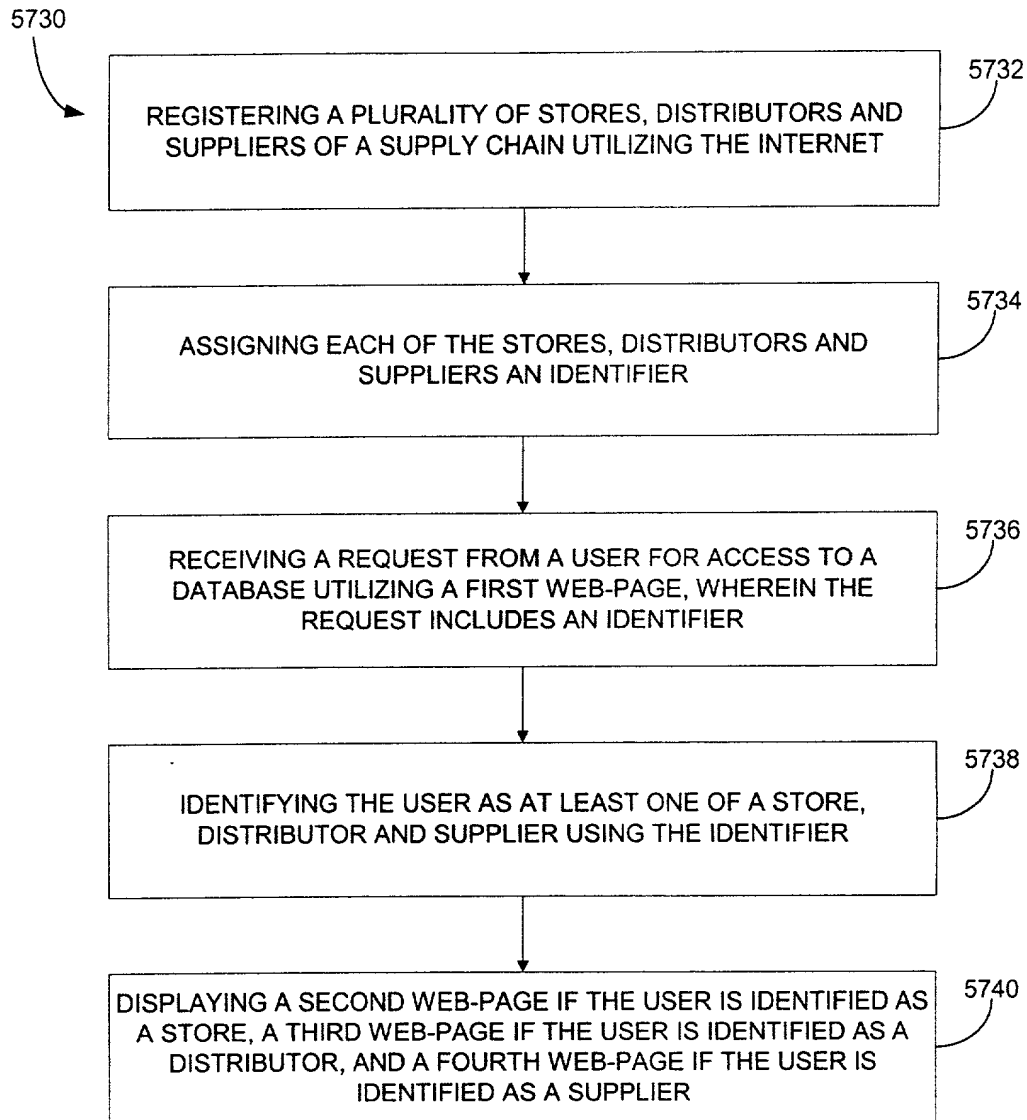 5730
5732
REGISTERING A PLURALITY OF STORES, DISTRIBUTORS AND
SUPPLIERS OF A SUPPLY CHAIN UTILIZING THE INTERNET
5734
ASSIGNING EACH OF THE STORES, DISTRIBUTORS AND
SUPPLIERS AN IDENTIFIER
5736
RECEIVING A REQUEST FROM A USER FOR ACCESS TO A
DATABASE UTILIZING A FIRST WEB-PAGE, WHEREIN THE
REQUEST INCLUDES AN IDENTIFIER
5738
IDENTIFYING THE USER AS AT LEAST ONE OF A STORE,
DISTRIBUTOR AND SUPPLIER USING THE IDENTIFIER
5740
DISPLAYING A SECOND WEB-PAGE IF THE USER IS IDENTIFIED AS
A STORE, A THIRD WEB-PAGE IF THE USER IS IDENTIFIED AS A
DISTRIBUTOR, AND A FOURTH WEB-PAGE IF THE USER IS
IDENTIFIED AS A SUPPLIER